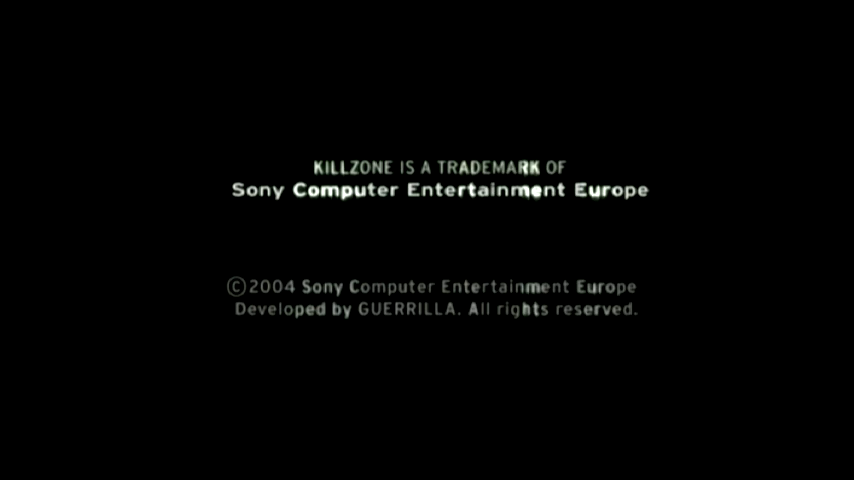 KILLZONE IS A TRADEMARK OF
Sony Computer Entertainment Europe
©2004 Sony Computer Entertainment Europe
Developed by GUERRILLA. All rights reserved.